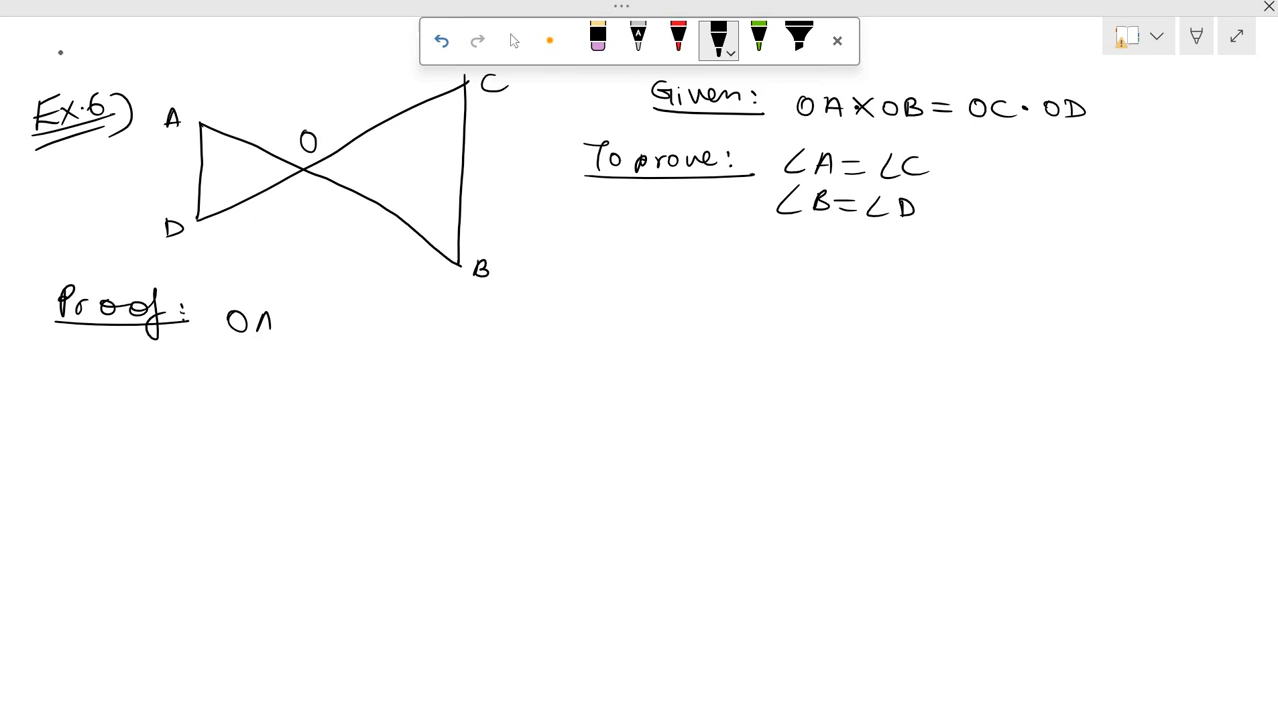 Ex.6)
A
O
C
D
B
Given: OA×OB = OC·OD
To prove: ∠A = ∠C
∠B = ∠D
Proof: OA